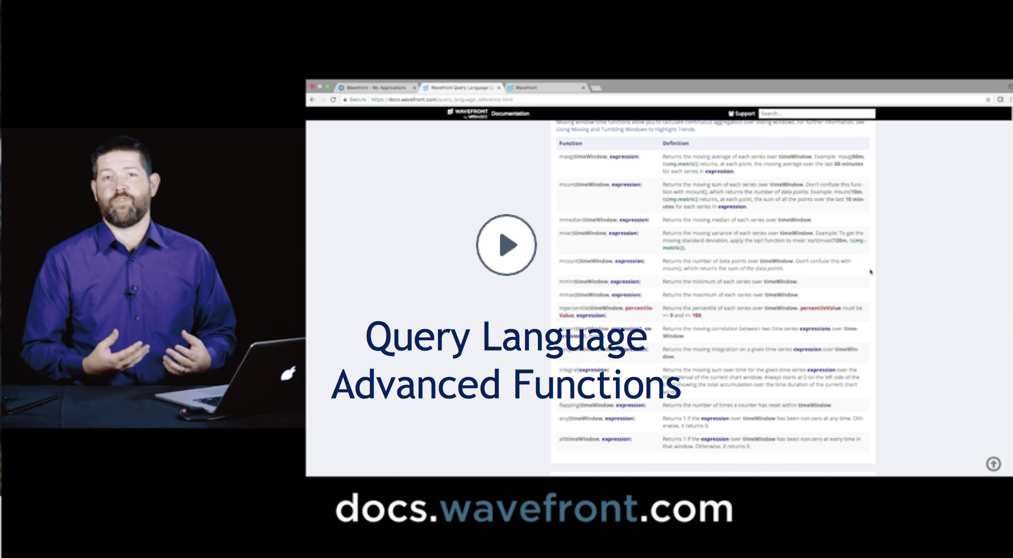 Wavefront - My Applications
Wavefront Query Language
Wavefront
Secure
https://docs.wavefront.com/query_language_reference.html
WAVEFRONT
by vmware
Documentation
Support
Search...
Moving window time functions allow you to calculate continuous aggregation over sliding windows. For further information, see
Using Moving and Tumbling Windows to Highlight Trends.
Function Definition
mavg(timeWindow, expression) Returns the moving average of each series over timeWindow. Example: mavg(60m,
ts(my.metric)) returns, at each point, the moving average over the last 60 minutes
for each series in expression.
msum(timeWindow, expression) Returns the moving sum of each series over timeWindow. Don't confuse this func-
tion with mcount(), which returns the number of data points. Example: msum(10m,
ts(my.metric)) returns, at each point, the sum of all the points over the last 10 min-
utes for each series in expression.
mmedian(timeWindow, expression) Returns the moving median of each series over timeWindow.
mvar(timeWindow, expression) Returns the moving variance of each series over timeWindow. Example: To get the
moving standard deviation, apply the sqrt function to mvar: sqrt(mvar(120m, ts(my.-
metric)).
mcount(timeWindow, expression) Returns the number of data points over timeWindow. Don't confuse this with
msum(), which returns the sum of the data points.
mmin(timeWindow, expression) Returns the minimum of each series over timeWindow.
mmax(timeWindow, expression) Returns the maximum of each series over timeWindow.
mpercentile(timeWindow, percentile-
Value, expression)
Returns the percentile of each series over timeWindow. percentileValue must be
>= 0 and <= 100.
Returns the moving correlation between two time series expressions over time-
Window.
Returns the moving integration on a given time series expression over timeWin-
dow.
integral(expression) Returns the moving sum over time for the given time series expression over the
interval of the current chart window. Always starts at 0 on the left side of the
showing the total accumulation over the time duration of the current chart
flapping(timeWindow, expression) Returns the number of times a counter has reset within timeWindow.
any(timeWindow, expression) Returns 1 if the expression over timeWindow has been non-zero at any time. Oth-
erwise, it returns 0.
all(timeWindow, expression) Returns 1 if the expression over timeWindow has been non-zero at every time in
that window. Otherwise, it returns 0.
Query Language
Advanced Functions
docs.wavefront.com